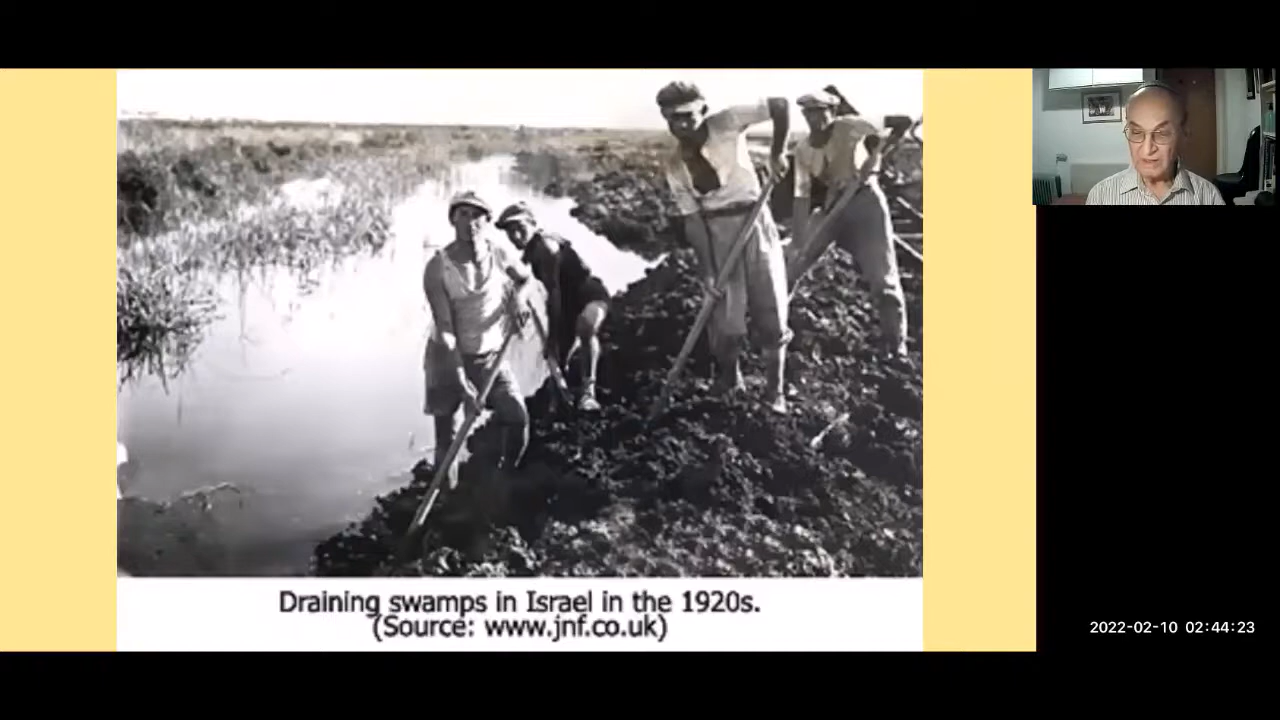 Draining swamps in Israel in the 1920s.
(Source: www.jnf.co.uk)
2022-02-10 02:44:23